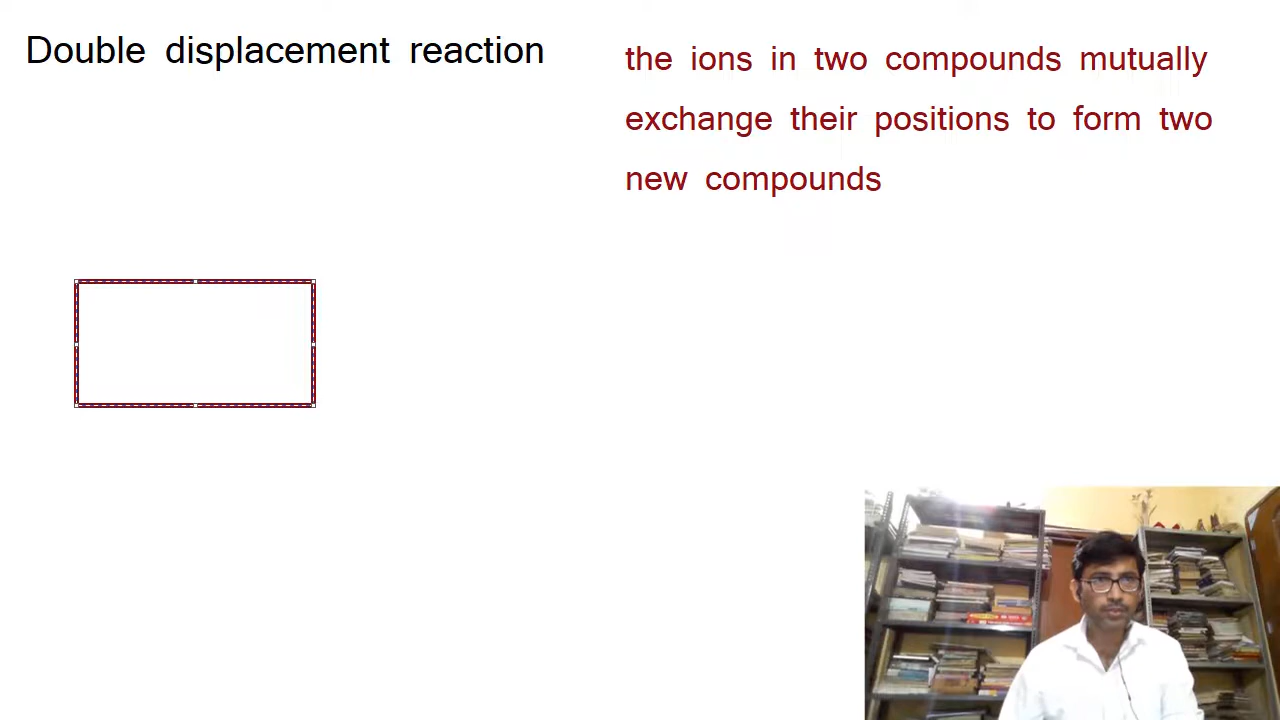 Double displacement reaction
the ions in two compounds mutually
exchange their positions to form two
new compounds